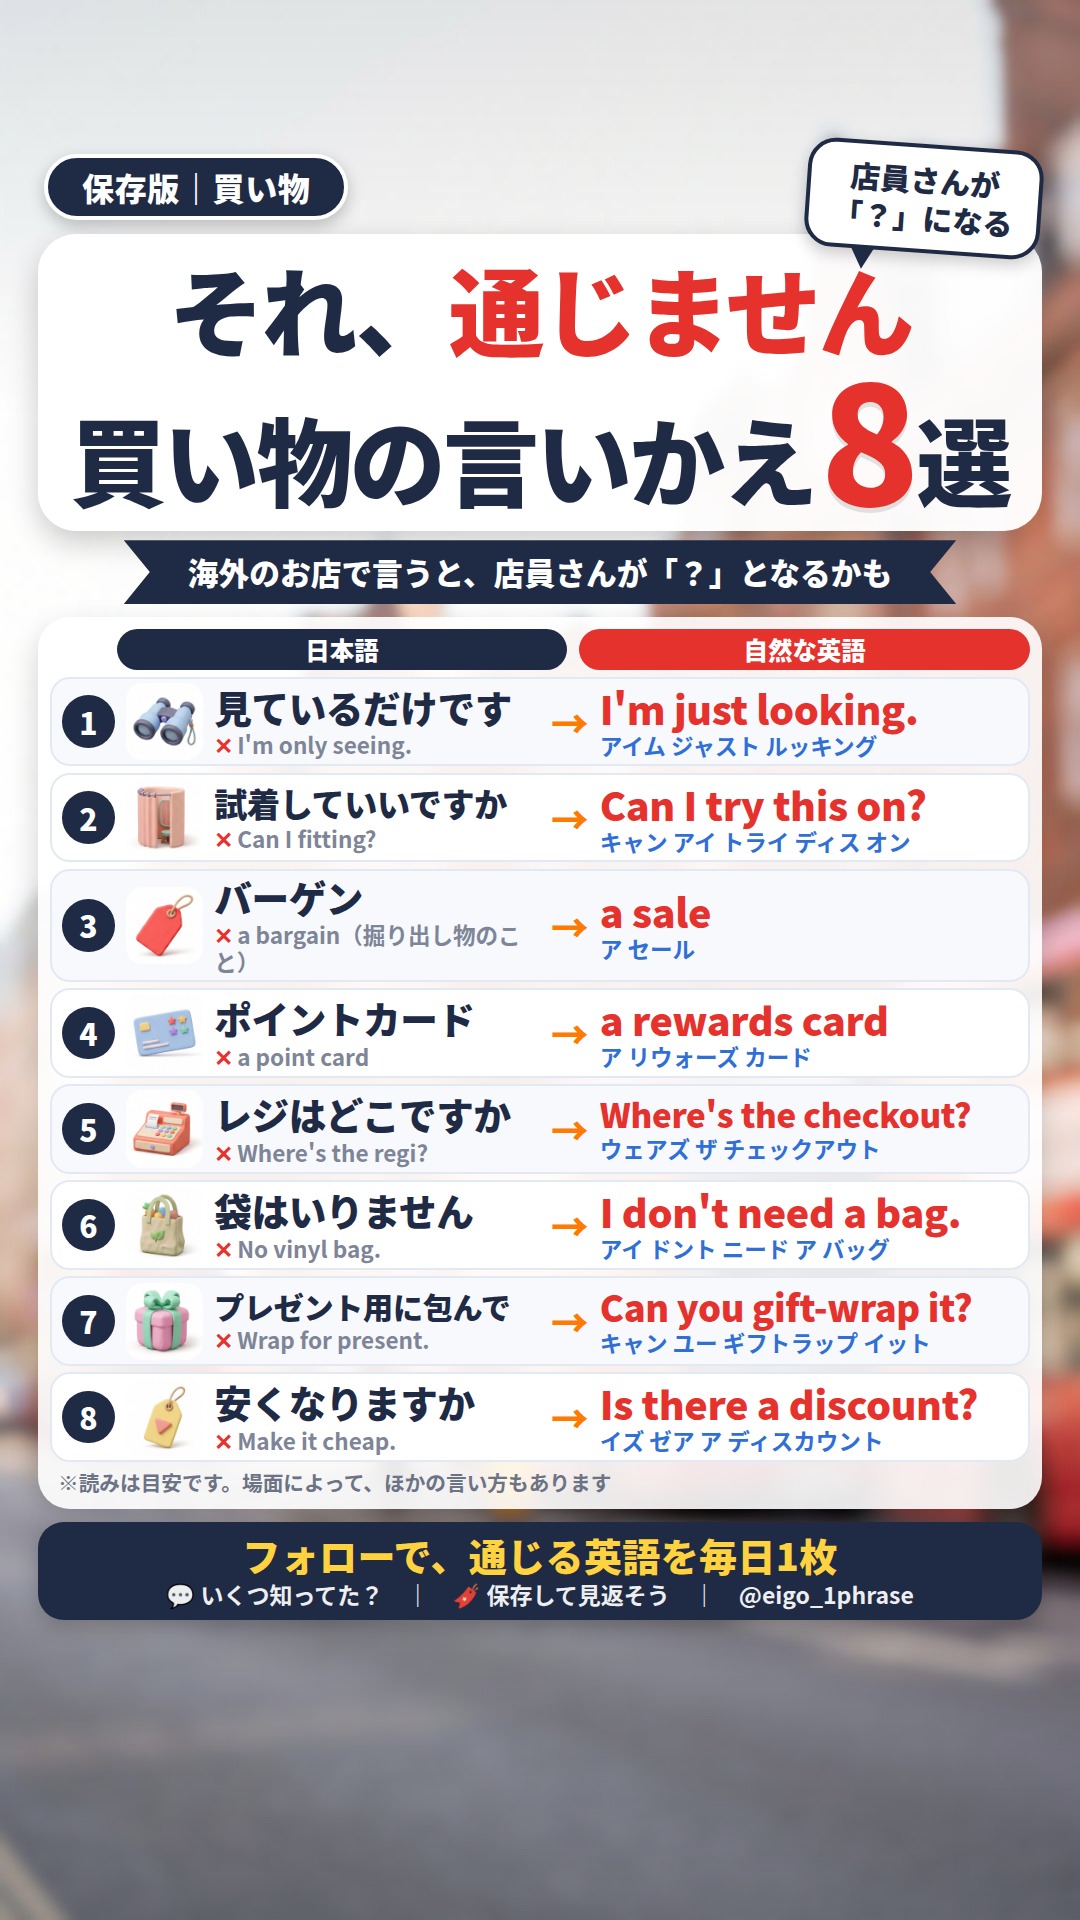 保存版｜買い物
店員さんが
「？」になる
それ、通じません
買い物の言いかえ8選
海外のお店で言うと、店員さんが「？」となるかも
日本語
自然な英語
1
見ているだけです
✕ I'm only seeing.
→
I'm just looking.
アイム ジャスト ルッキング
2
試着していいですか
✕ Can I fitting?
→
Can I try this on?
キャン アイ トライ ディス オン
3
バーゲン
✕ a bargain（掘り出し物のこ
と）
→
a sale
ア セール
4
ポイントカード
✕ a point card
→
a rewards card
ア リウォーズ カード
5
レジはどこですか
✕ Where's the regi?
→
Where's the checkout?
ウェアズ ザ チェックアウト
6
袋はいりません
✕ No vinyl bag.
→
I don't need a bag.
アイ ドント ニード ア バッグ
7
プレゼント用に包んで
✕ Wrap for present.
→
Can you gift-wrap it?
キャン ユー ギフトラップ イット
8
安くなりますか
✕ Make it cheap.
→
Is there a discount?
イズ ゼア ア ディスカウント
※読みは目安です。場面によって、ほかの言い方もあります
フォローで、通じる英語を毎日1枚
💬 いくつ知ってた？ ｜ 🔖 保存して見返そう ｜ @eigo_1phrase